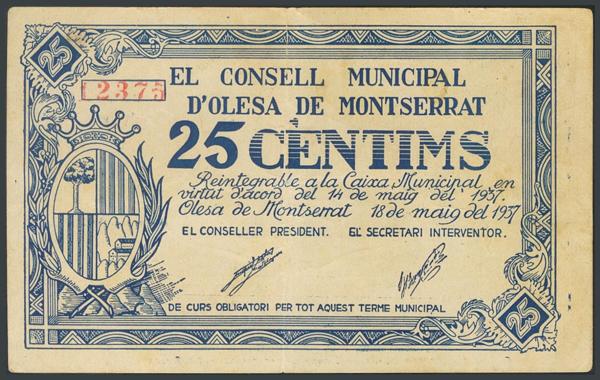 25
2375
EL CONSELL MUNICIPAL
D'OLESA DE MONTSERRAT
25 CÈNTIMS
Reintegrable a la Caixa Municipal, en
virtut d'acord del 14 de maig del 1937.
Olesa de Montserrat 18 de maig del 1937
EL CONSELLER PRESIDENT. EL SECRETARI INTERVENTOR.
DE CURS OBLIGATORI PER TOT AQUEST TERME MUNICIPAL
25